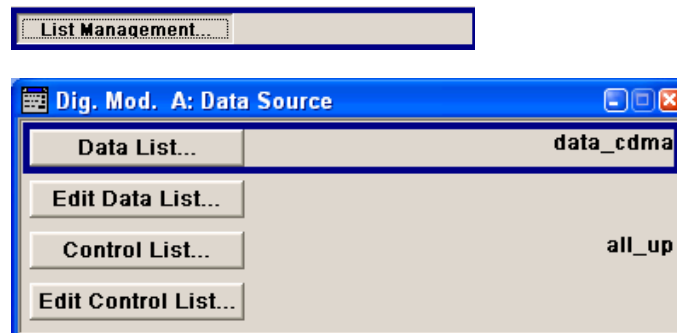 List Management...
Dig. Mod. A: Data Source
Data List... data_cdma
Edit Data List...
Control List... all_up
Edit Control List...